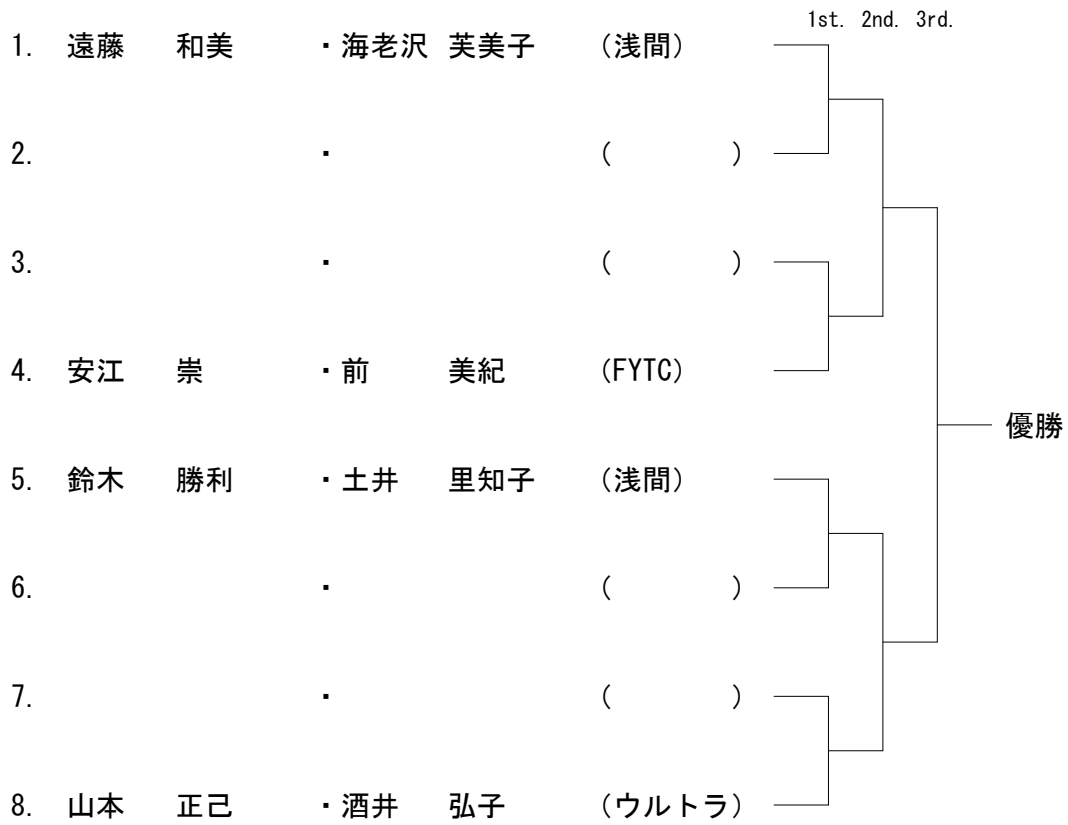 1st. 2nd. 3rd.
1. 遠藤 和美 ・海老沢 芙美子 (浅間)
2. ・ ( )
3. ・ ( )
4. 安江 崇 ・前 美紀 (FYTC)
優勝
5. 鈴木 勝利 ・土井 里知子 (浅間)
6. ・ ( )
7. ・ ( )
8. 山本 正己 ・酒井 弘子 (ウルトラ)